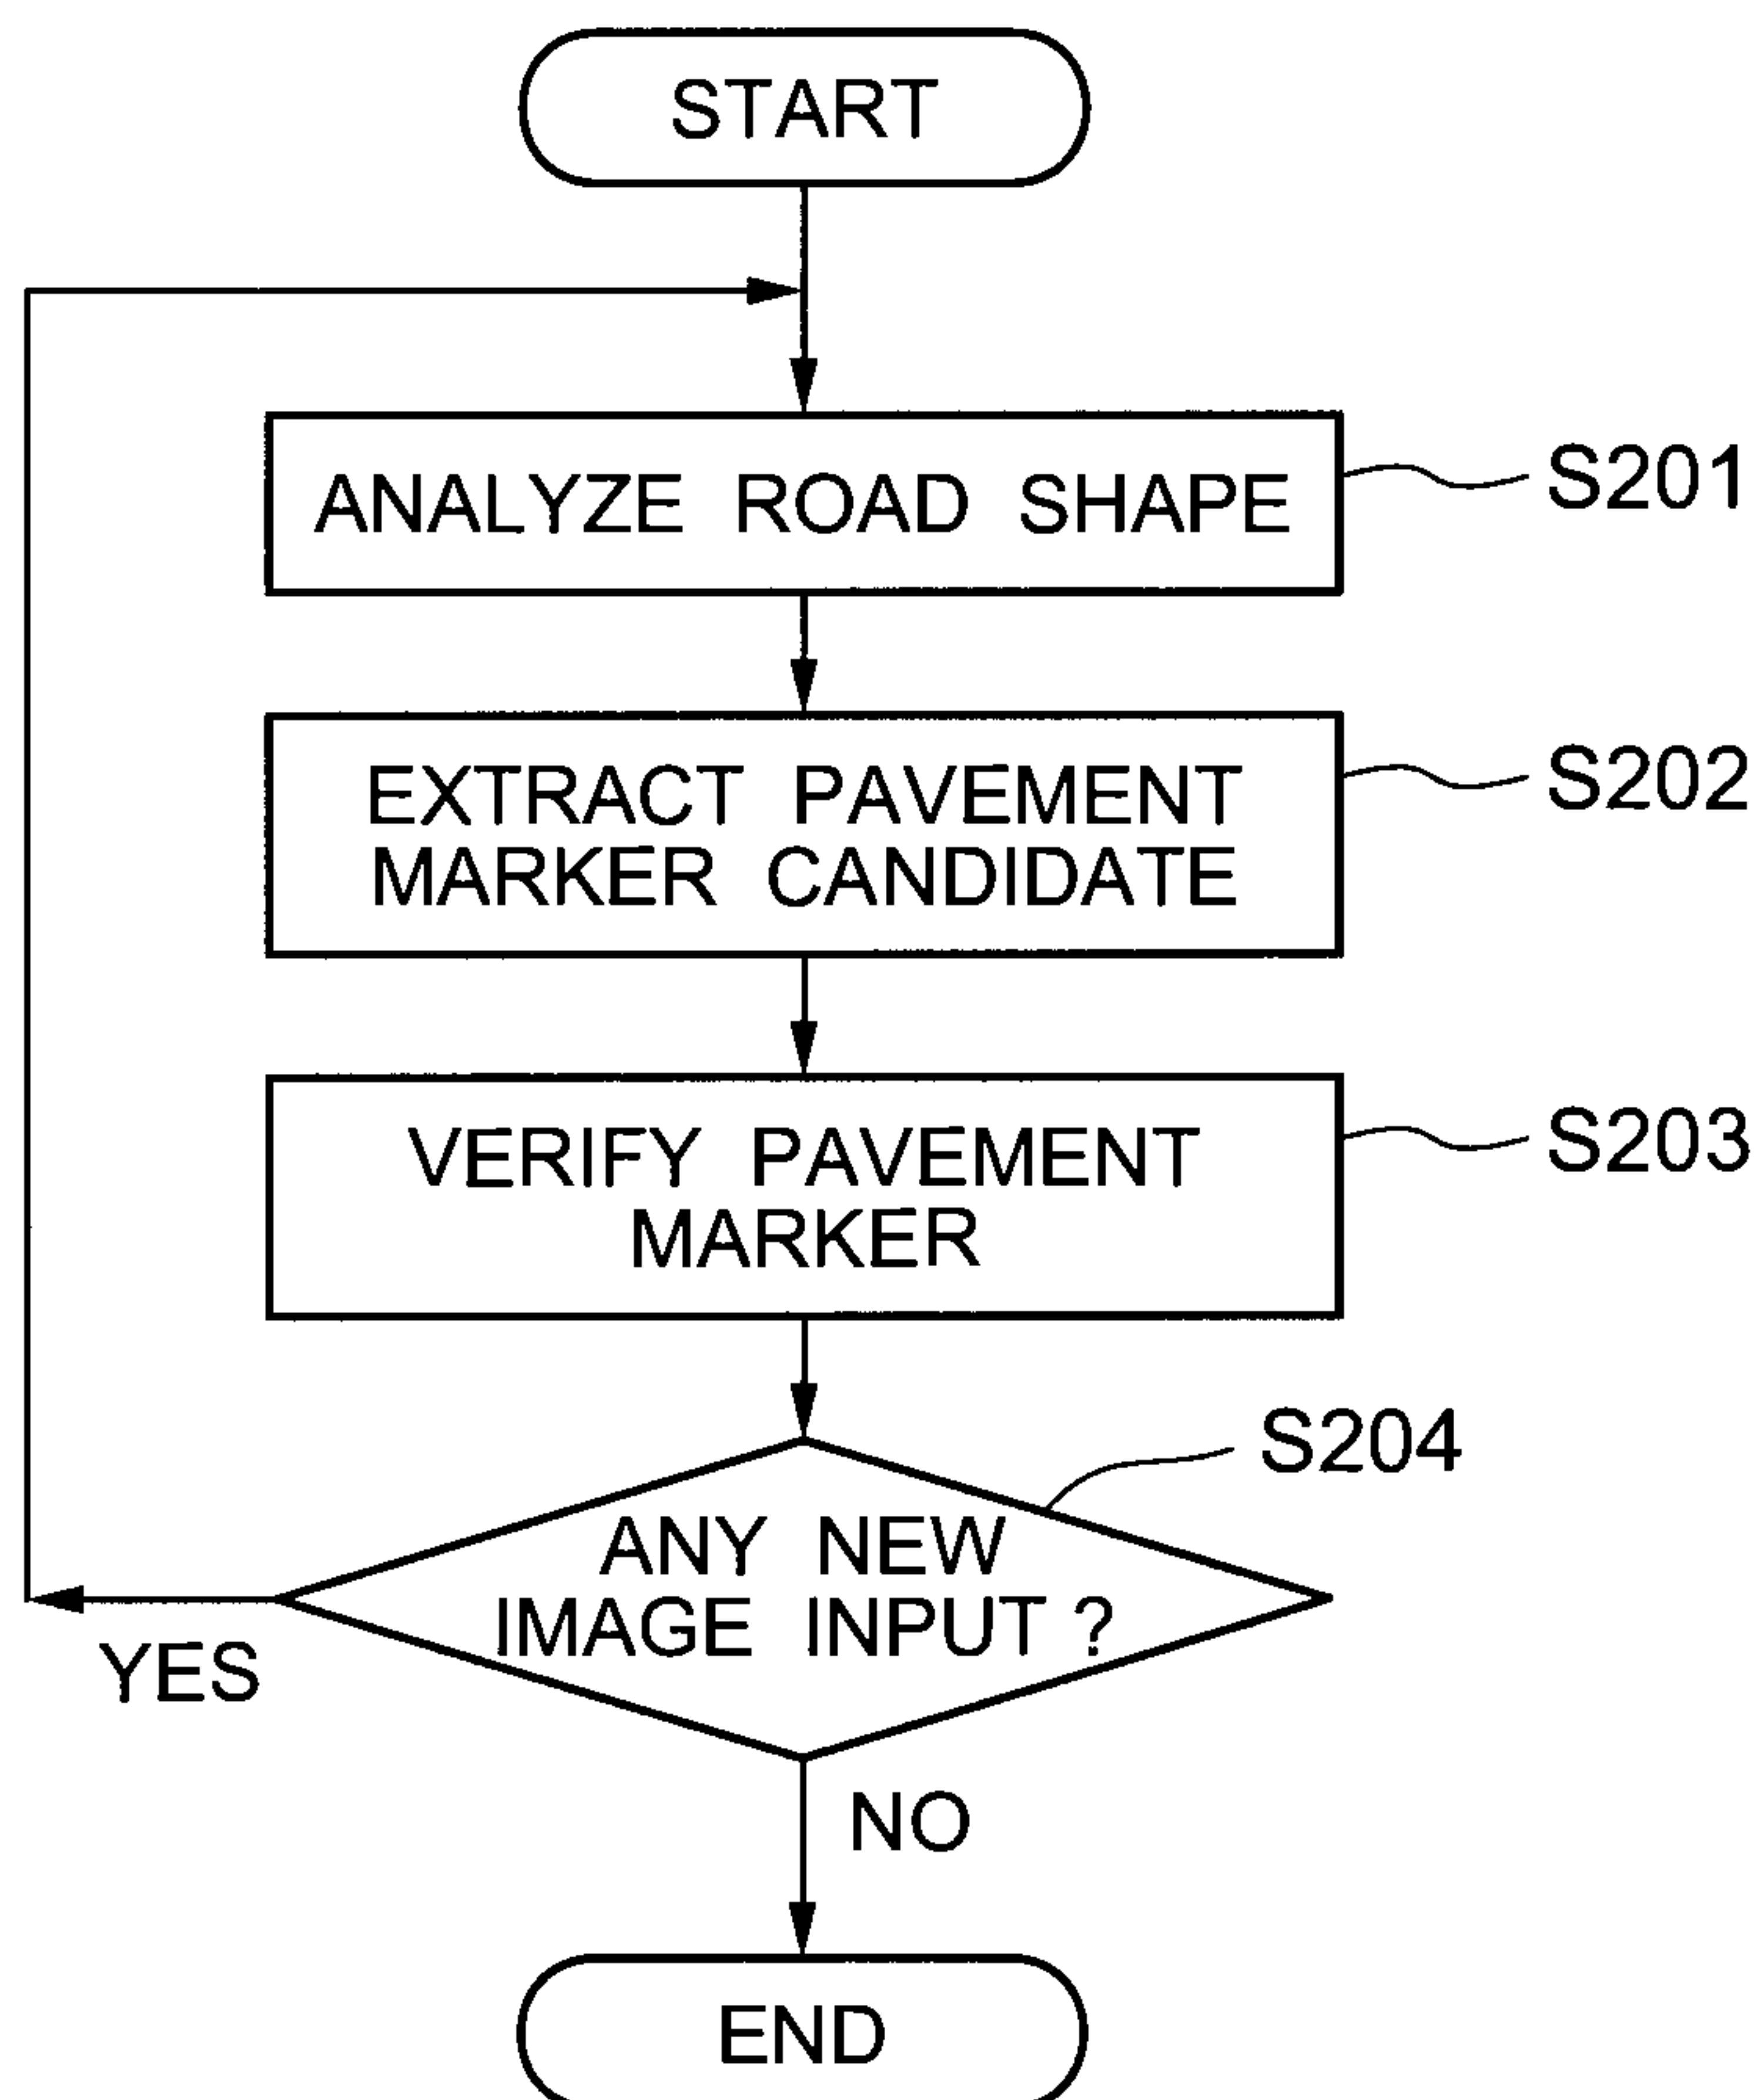 START
ANALYZE ROAD SHAPE
S201
EXTRACT PAVEMENT
MARKER CANDIDATE
S202
VERIFY PAVEMENT
MARKER
S203
S204
ANY NEW
IMAGE INPUT ?
YES
NO
END